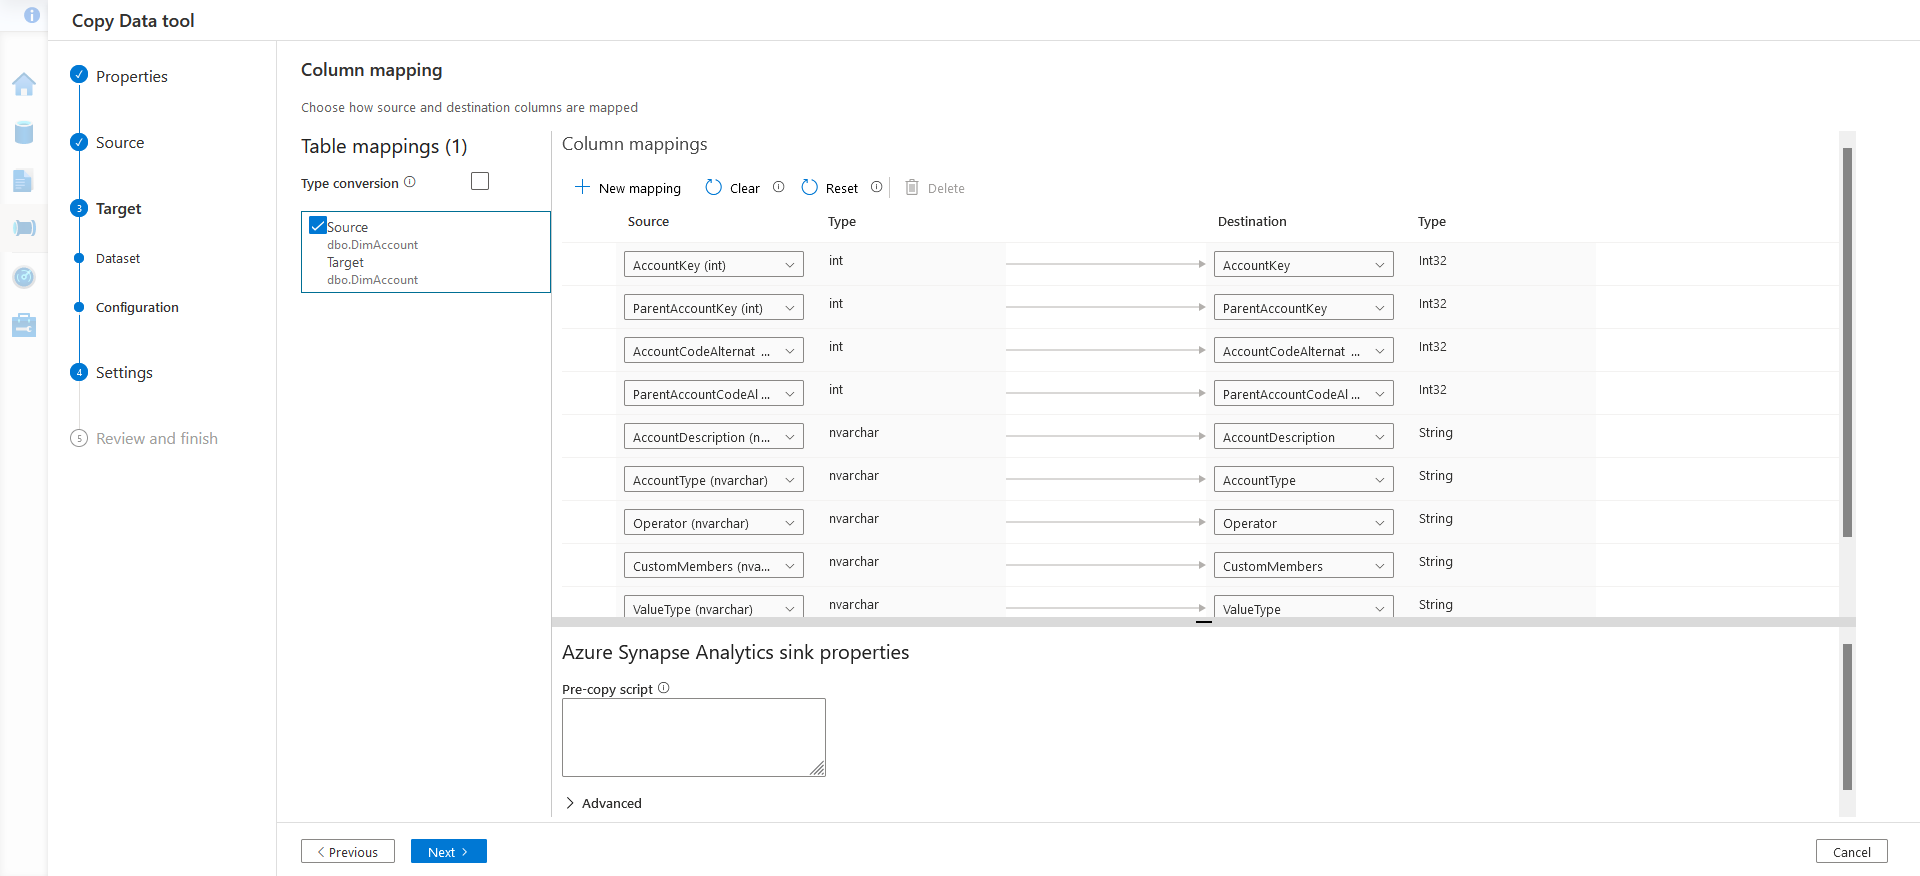 Copy Data tool
Properties
Source
3 Target
Dataset
Configuration
4 Settings
5 Review and finish
Column mapping
Choose how source and destination columns are mapped
Table mappings (1)
Type conversion
Source
dbo.DimAccount
Target
dbo.DimAccount
Column mappings
New mapping Clear Reset Delete
Source Type Destination Type
AccountKey (int) int AccountKey Int32
ParentAccountKey (int) int ParentAccountKey Int32
AccountCodeAlternat ... int AccountCodeAlternat ... Int32
ParentAccountCodeAl ... int ParentAccountCodeAl ... Int32
AccountDescription (n... nvarchar AccountDescription String
AccountType (nvarchar) nvarchar AccountType String
Operator (nvarchar) nvarchar Operator String
CustomMembers (nva... nvarchar CustomMembers String
ValueType (nvarchar) nvarchar ValueType String
Azure Synapse Analytics sink properties
Pre-copy script
Advanced
Previous Next Cancel